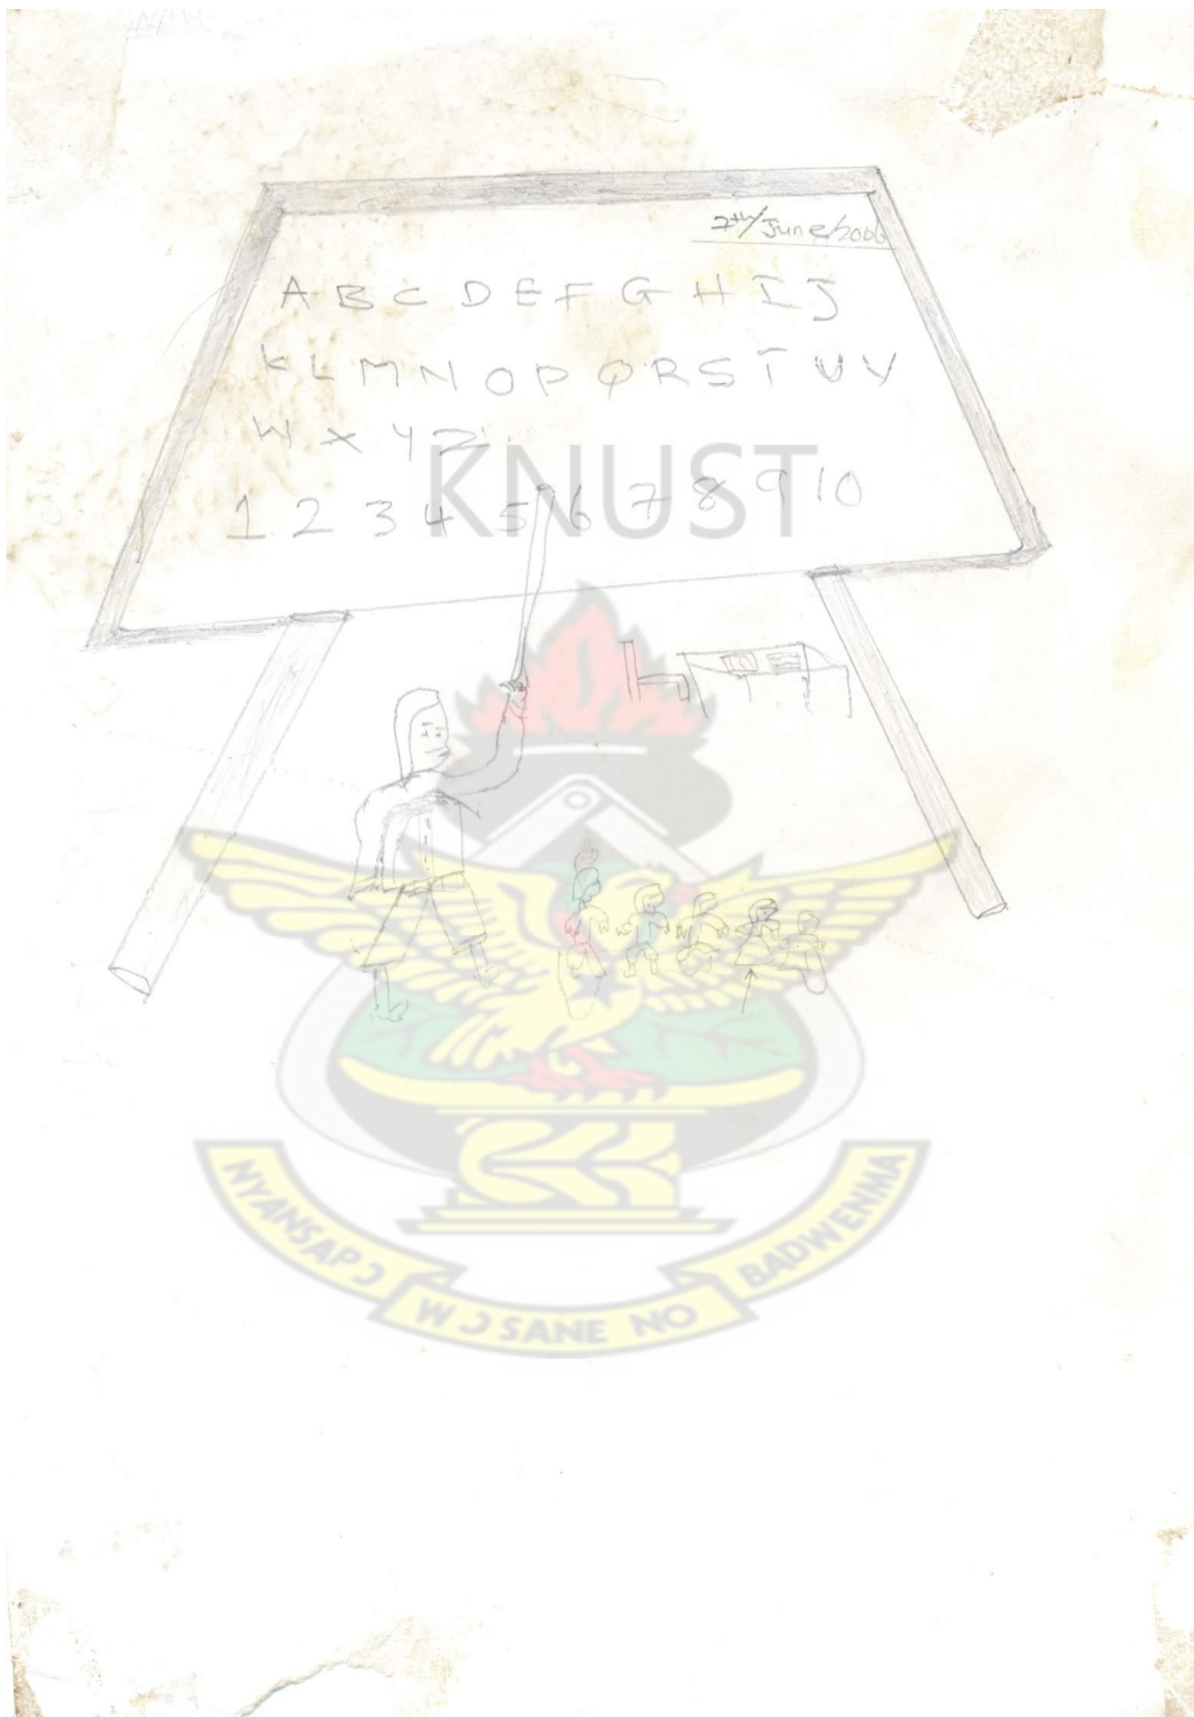 7th/June/2006
A B C D E F G H I J
K L M N O P Q R S T U V
W X Y Z
KNUST
1 2 3 4 5 6 7 8 9 10
NYANSAPƆ
WƆSANE NO
BADWENMA